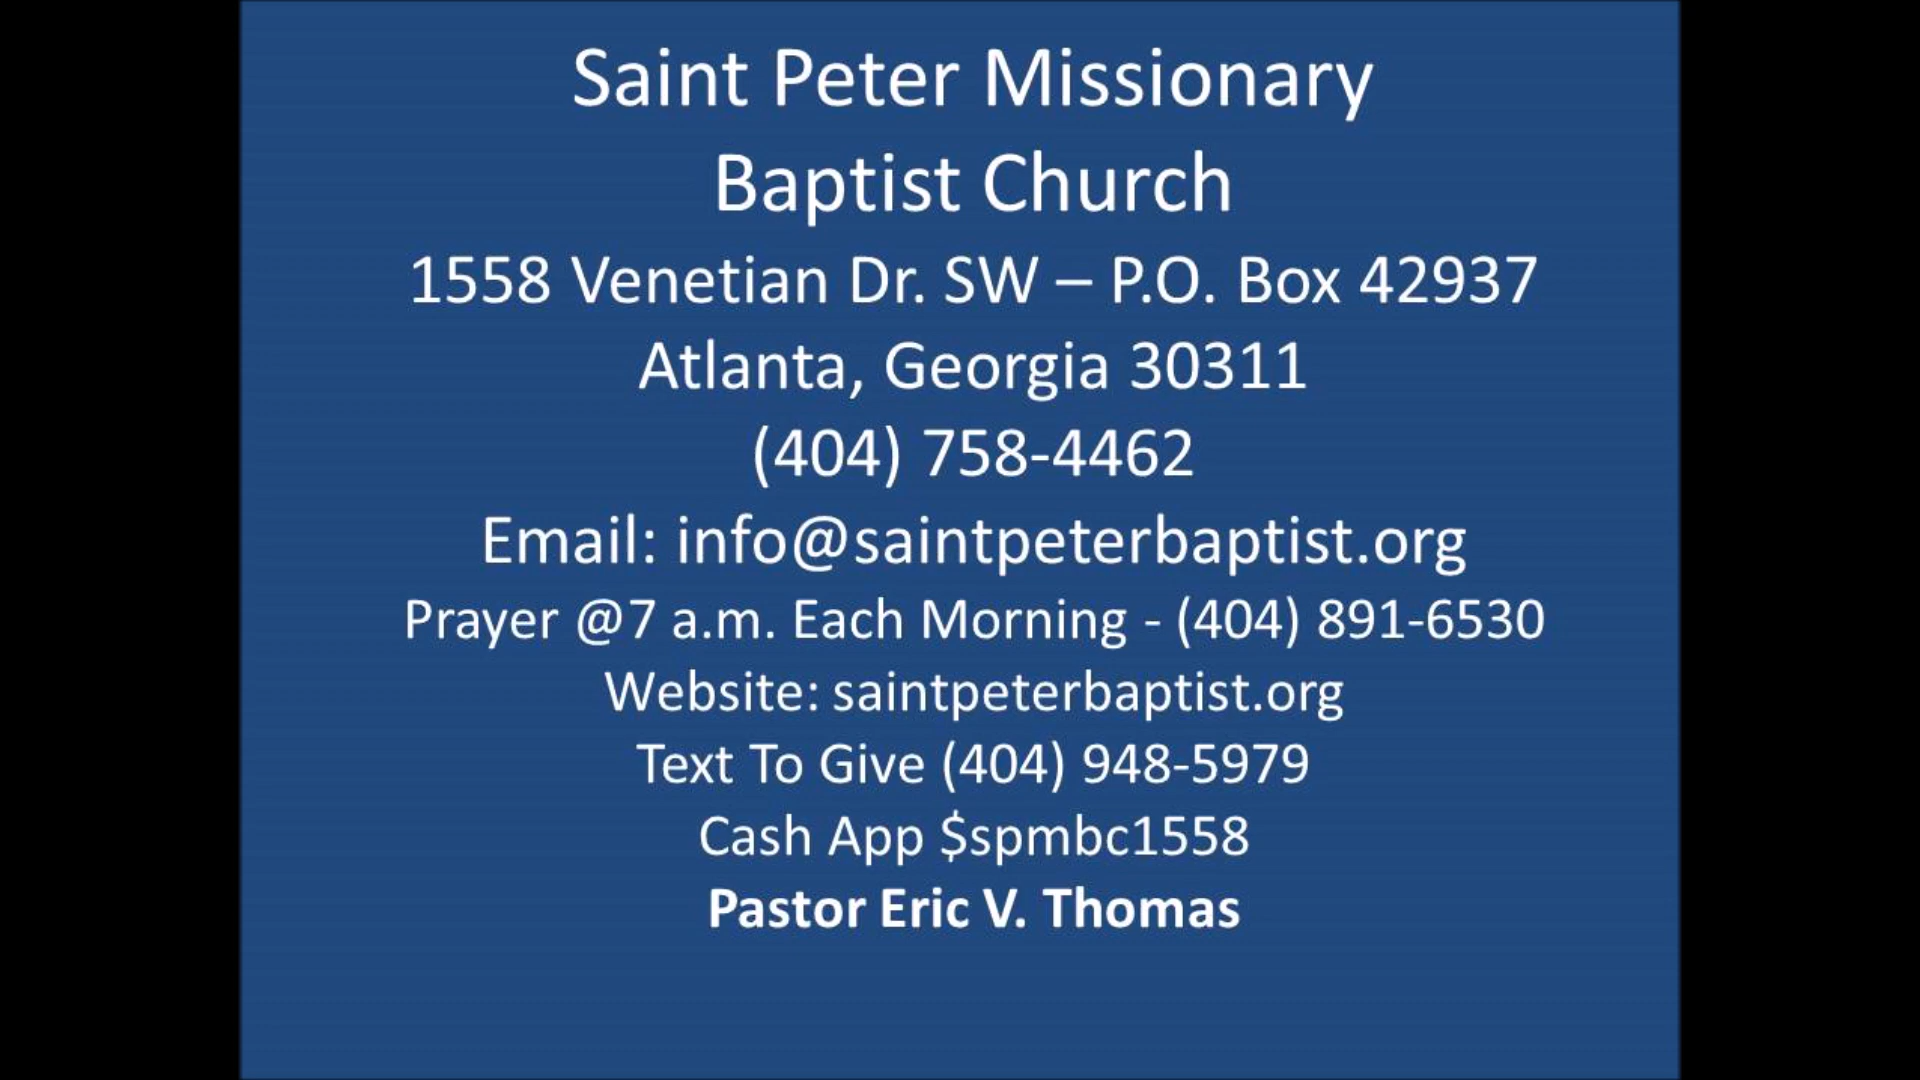 Saint Peter Missionary
Baptist Church
1558 Venetian Dr. SW – P.O. Box 42937
Atlanta, Georgia 30311
(404) 758-4462
Email: info@saintpeterbaptist.org
Prayer @7 a.m. Each Morning - (404) 891-6530
Website: saintpeterbaptist.org
Text To Give (404) 948-5979
Cash App $spmbc1558
Pastor Eric V. Thomas